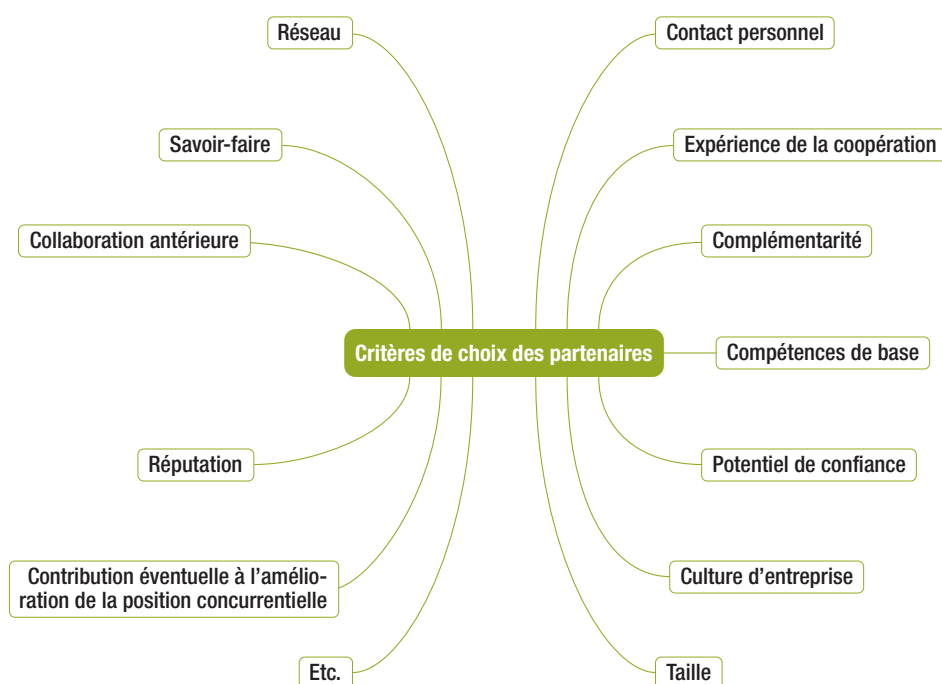 Réseau
Contact personnel
Savoir-faire
Expérience de la coopération
Collaboration antérieure
Complémentarité
Critères de choix des partenaires
Compétences de base
Réputation
Potentiel de confiance
Contribution éventuelle à l'amélio-
ration de la position concurrentielle
Culture d'entreprise
Etc.
Taille